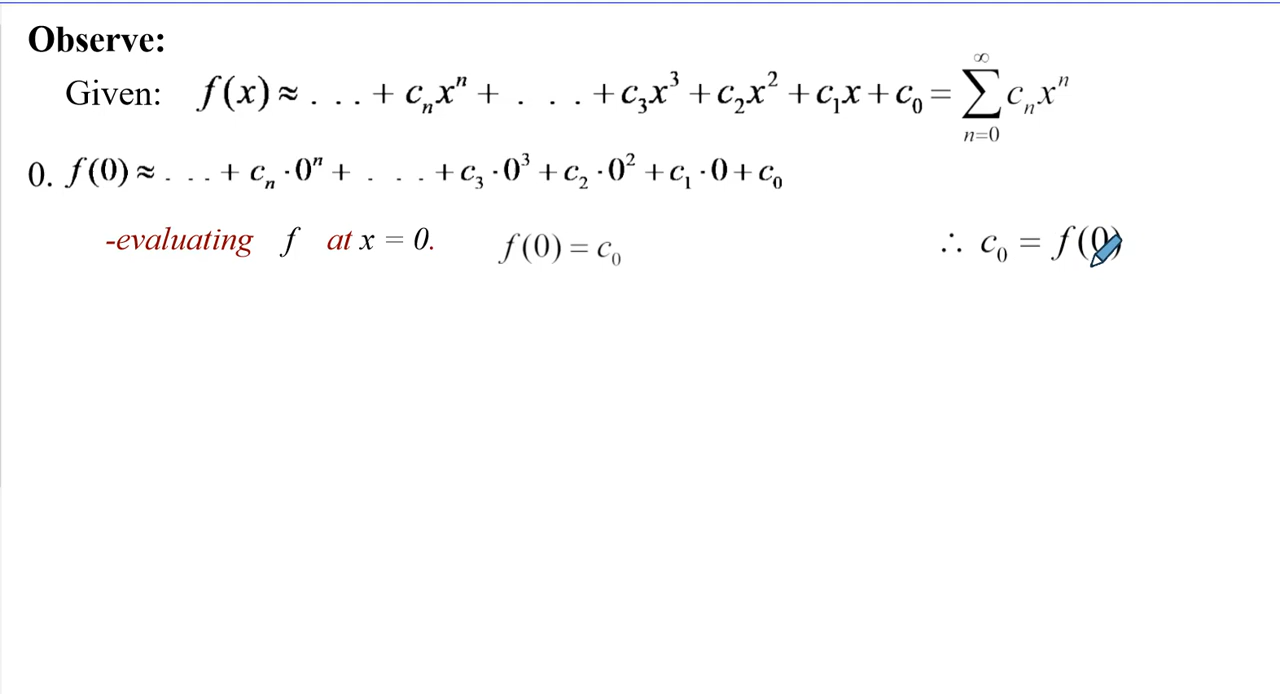 Observe:
Given: f(x) ≈ . . . + cₙxⁿ + . . . + c₃x³ + c₂x² + c₁x + c₀ = ∑_{n=0}^{∞} cₙxⁿ
0. f(0) ≈ . . . + cₙ · 0ⁿ + . . . + c₃ · 0³ + c₂ · 0² + c₁ · 0 + c₀
-evaluating f at x = 0. f(0) = c₀ ∴ c₀ = f(0)